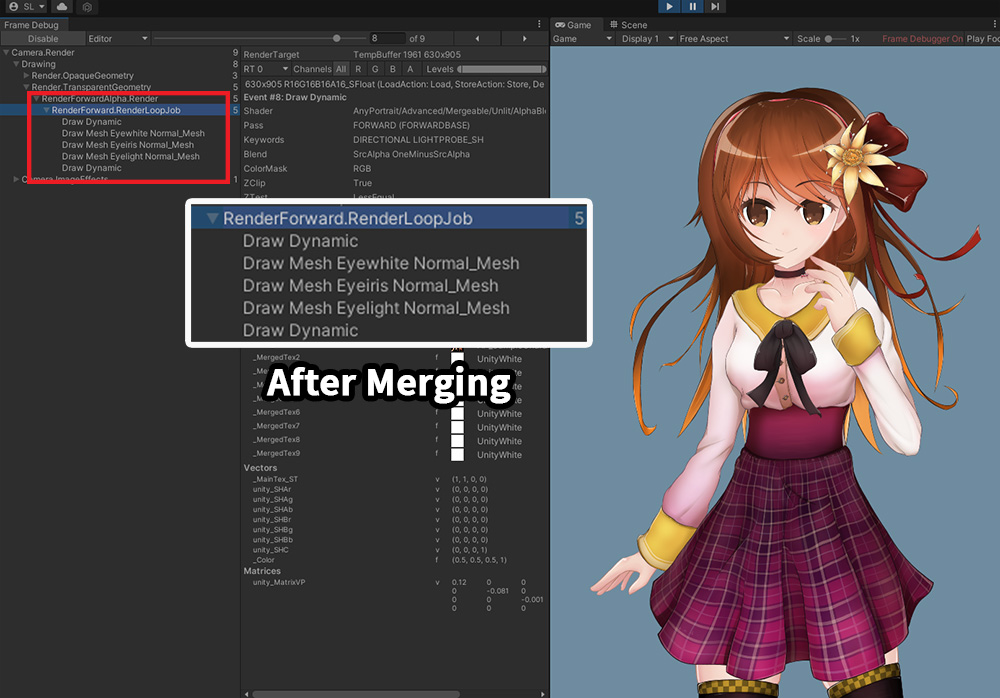 SL
Frame Debug
Disable
Editor
8
of 9
Camera.Render 9
Drawing 8
Render.OpaqueGeometry 3
Render.TransparentGeometry 5
RenderForwardAlpha.Render 5
RenderForward.RenderLoopJob 5
Draw Dynamic
Draw Mesh Eyewhite Normal_Mesh
Draw Mesh Eyeiris Normal_Mesh
Draw Mesh Eyelight Normal_Mesh
Draw Dynamic
Camera.ImageEffects 1
RenderTarget TempBuffer 1961 630x905
RT 0 Channels All R G B A Levels
630x905 R16G16B16A16_SFloat (LoadAction: Load, StoreAction: Store, De
Event #8: Draw Dynamic
Shader AnyPortrait/Advanced/Mergeable/Unlit/AlphaBl
Pass FORWARD (FORWARDBASE)
Keywords DIRECTIONAL LIGHTPROBE_SH
Blend SrcAlpha OneMinusSrcAlpha
ColorMask RGB
ZClip True
ZTest LessEqual
RenderForward.RenderLoopJob 5
Draw Dynamic
Draw Mesh Eyewhite Normal_Mesh
Draw Mesh Eyeiris Normal_Mesh
Draw Mesh Eyelight Normal_Mesh
Draw Dynamic
_MergedTex2 f UnityWhite
After Merging
_MergedTex6 f UnityWhite
_MergedTex7 f UnityWhite
_MergedTex8 f UnityWhite
_MergedTex9 f UnityWhite
Vectors
_MainTex_ST v (1, 1, 0, 0)
unity_SHAr v (0, 0, 0, 0)
unity_SHAg v (0, 0, 0, 0)
unity_SHAb v (0, 0, 0, 0)
unity_SHBr v (0, 0, 0, 0)
unity_SHBg v (0, 0, 0, 0)
unity_SHBb v (0, 0, 0, 0)
unity_SHC v (0, 0, 0, 1)
_Color f (0.5, 0.5, 0.5, 1)
Matrices
unity_MatrixVP v 0.12 0 0
0 -0.081 0
0 0 -0.001
0 0 0
Game Scene
Game Display 1 Free Aspect Scale 1x Frame Debugger On Play Foc